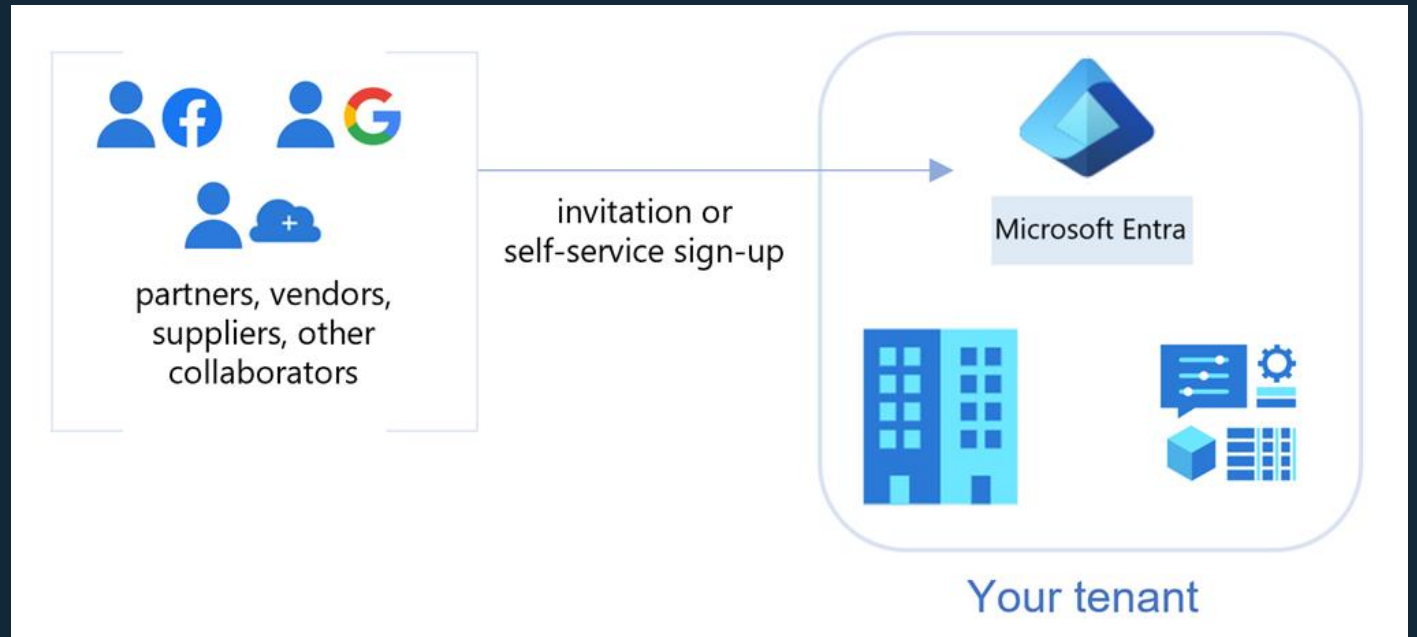 partners, vendors,
suppliers, other
collaborators
invitation or
self-service sign-up
Microsoft Entra
Your tenant